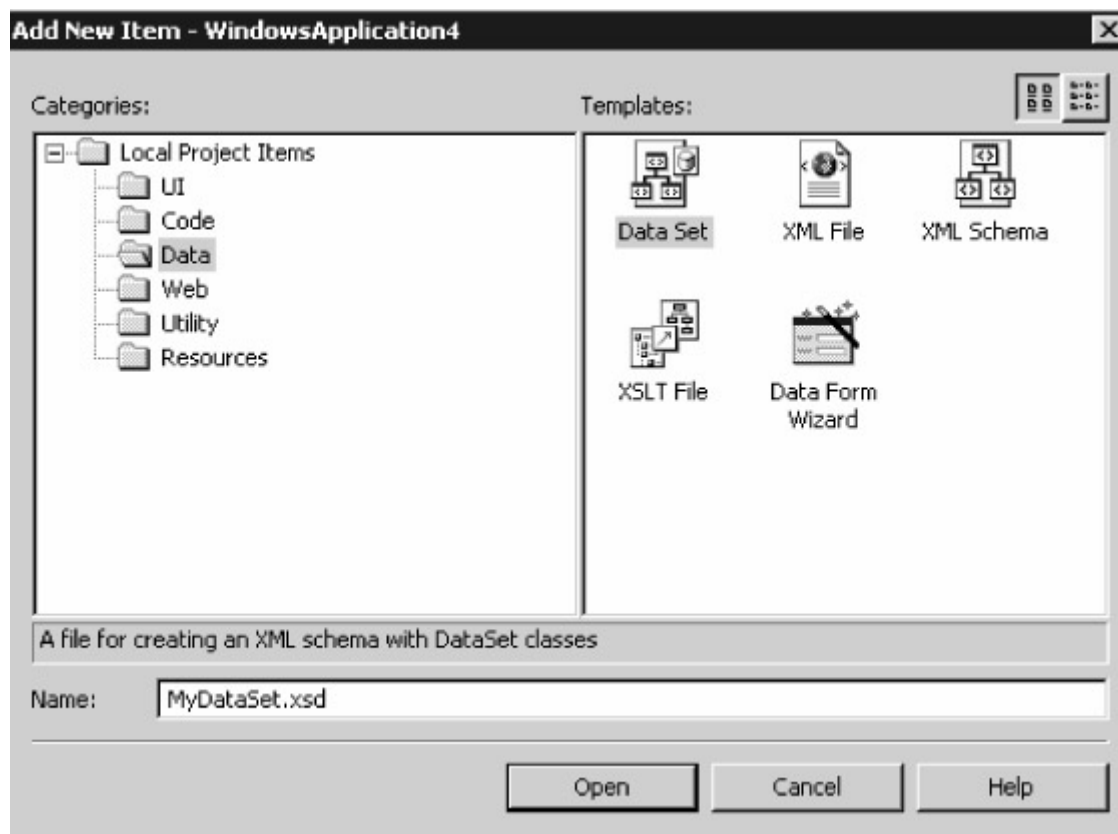 Add New Item - WindowsApplication4
Categories:
Templates:
Local Project Items
UI
Code
Data
Web
Utility
Resources
Data Set
XML File
XML Schema
XSLT File
Data Form
Wizard
A file for creating an XML schema with DataSet classes
Name:
MyDataSet.xsd
Open
Cancel
Help